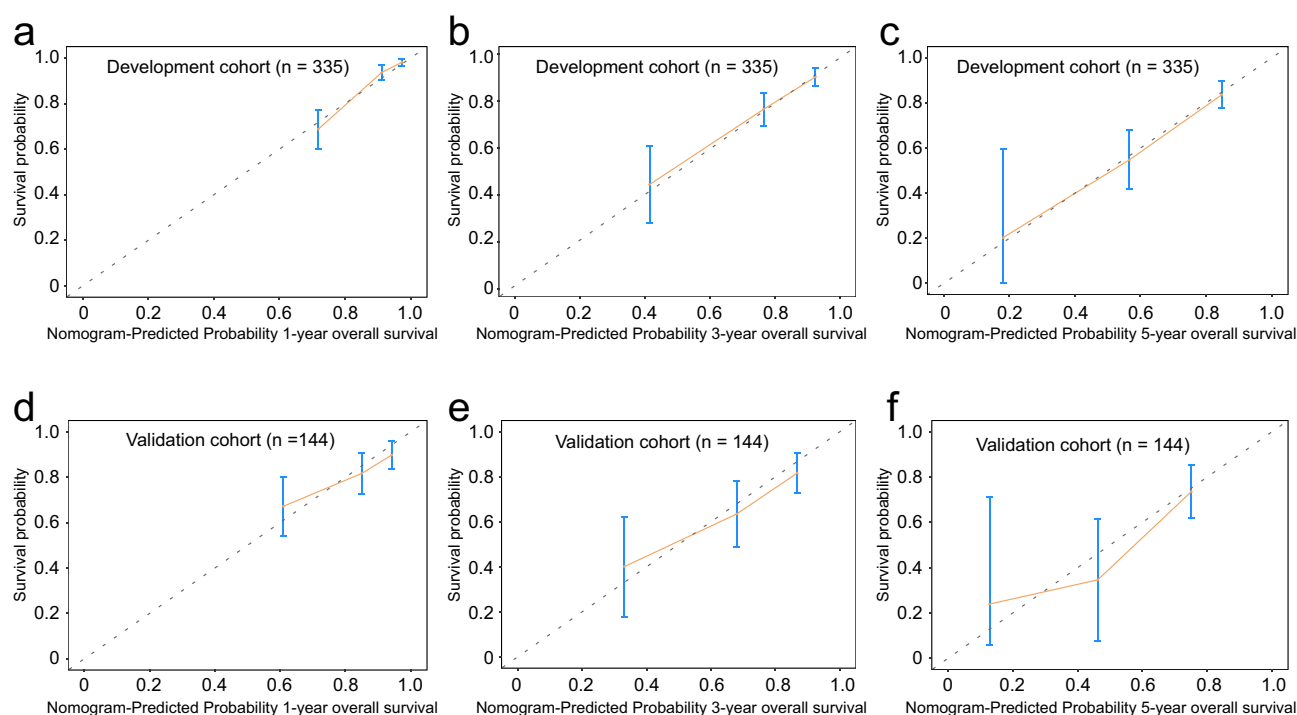 a
Development cohort (n = 335)
Survival probability
1.0
0.8
0.6
0.4
0.2
0
0 0.2 0.4 0.6 0.8 1.0
Nomogram-Predicted Probability 1-year overall survival
b
Development cohort (n = 335)
Survival probability
1.0
0.8
0.6
0.4
0.2
0
0 0.2 0.4 0.6 0.8 1.0
Nomogram-Predicted Probability 3-year overall survival
c
Development cohort (n = 335)
Survival probability
1.0
0.8
0.6
0.4
0.2
0
0 0.2 0.4 0.6 0.8 1.0
Nomogram-Predicted Probability 5-year overall survival
d
Validation cohort (n =144)
Survival probability
1.0
0.8
0.6
0.4
0.2
0
0 0.2 0.4 0.6 0.8 1.0
Nomogram-Predicted Probability 1-year overall survival
e
Validation cohort (n = 144)
Survival probability
1.0
0.8
0.6
0.4
0.2
0
0 0.2 0.4 0.6 0.8 1.0
Nomogram-Predicted Probability 3-year overall survival
f
Validation cohort (n = 144)
Survival probability
1.0
0.8
0.6
0.4
0.2
0
0 0.2 0.4 0.6 0.8 1.0
Nomogram-Predicted Probability 5-year overall survival